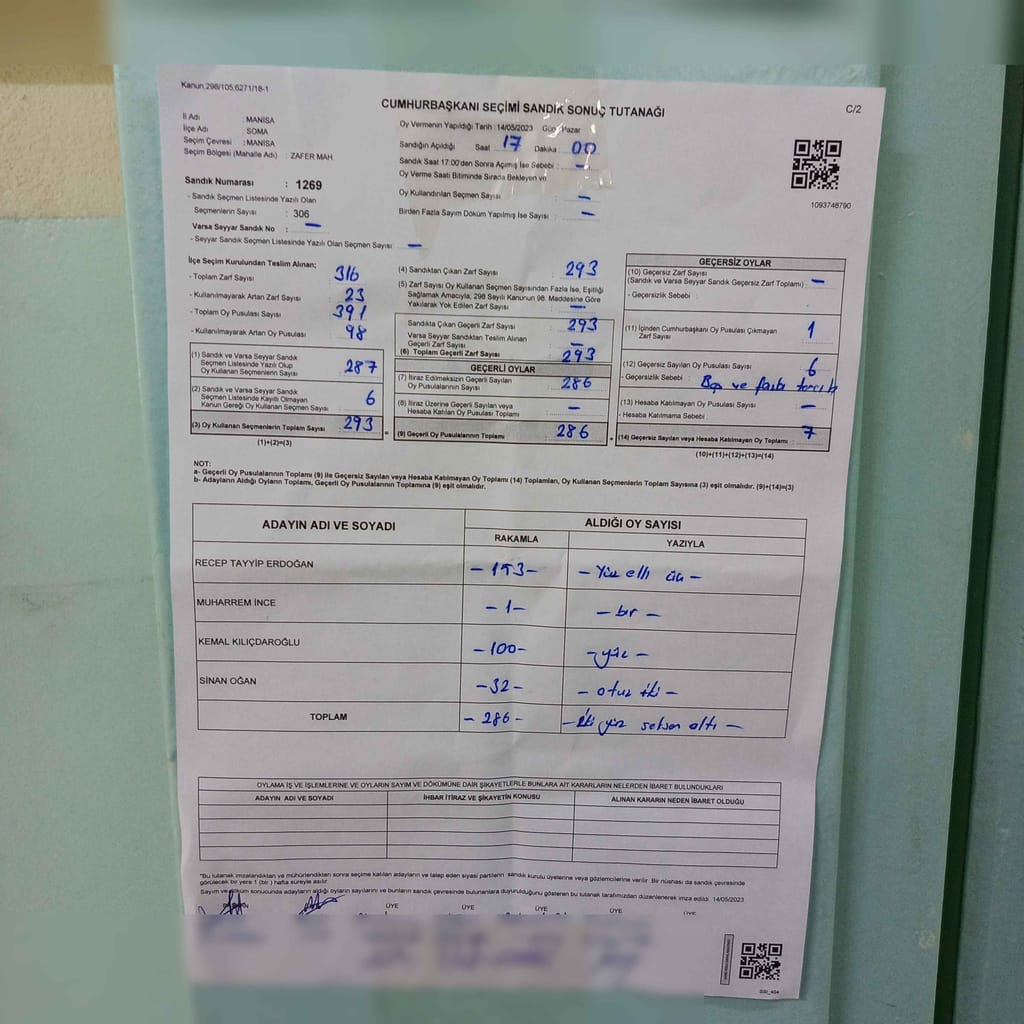 Kanun,298/105;6271/18-1
CUMHURBAŞKANI SEÇİMİ SANDIK SONUÇ TUTANAĞI
C/2
İl Adı : MANİSA
İlçe Adı : SOMA
Seçim Çevresi : MANİSA
Seçim Bölgesi (Mahalle Adı) : ZAFER MAH
Sandık Numarası : 1269
- Sandık Seçmen Listesinde Yazılı Olan
Seçmenlerin Sayısı : 306
Varsa Seyyar Sandık No : —
- Seyyar Sandık Seçmen Listesinde Yazılı Olan Seçmen Sayısı : —
Oy Vermenin Yapıldığı Tarih : 14/05/2023 Gün: Pazar
Sandığın Açıldığı Saat : 17 Dakika : 00
Sandık Saat 17:00'den Sonra Açımış İse Sebebi : —
Oy Verme Saati Bitiminde Sırada Bekleyen ve
Oy Kullandırılan Seçmen Sayısı : —
Birden Fazla Sayım Döküm Yapılmış İse Sayısı : —
1093748790
İlçe Seçim Kurulundan Teslim Alınan;
- Toplam Zarf Sayısı 316
- Kullanılmayarak Artan Zarf Sayısı 23
- Toplam Oy Pusulası Sayısı 391
- Kullanılmayarak Artan Oy Pusulası 98
(1) Sandık ve Varsa Seyyar Sandık
Seçmen Listesinde Yazılı Olup
Oy Kullanan Seçmenlerin Sayısı 287
(2) Sandık ve Varsa Seyyar Sandık
Seçmen Listesinde Kayıtlı Olmayan
Kanun Gereği Oy Kullanan Seçmen Sayısı 6
(3) Oy Kullanan Seçmenlerin Toplam Sayısı 293
(1)+(2)=(3)
(4) Sandıktan Çıkan Zarf Sayısı : 293
(5) Zarf Sayısı Oy Kullanan Seçmen Sayısından Fazla İse, Eşitliği
Sağlamak Amacıyla; 298 Sayılı Kanunun 98. Maddesine Göre
Yakılarak Yok Edilen Zarf Sayısı : —
Sandıkta Çıkan Geçerli Zarf Sayısı : 293
Varsa Seyyar Sandıktan Teslim Alınan
Geçerli Zarf Sayısı : —
(6) Toplam Geçerli Zarf Sayısı : 293
GEÇERLİ OYLAR
(7) İtiraz Edilmeksizin Geçerli Sayılan
Oy Pusulalarının Sayısı : 286
(8) İtiraz Üzerine Geçerli Sayılan veya
Hesaba Katılan Oy Pusulası Toplamı : —
= (9) Geçerli Oy Pusulalarının Toplamı : 286
GEÇERSİZ OYLAR
(10) Geçersiz Zarf Sayısı
(Sandık ve Varsa Seyyar Sandık Geçersiz Zarf Toplamı) : —
- Geçersizlik Sebebi :
(11) İçinden Cumhurbaşkanı Oy Pusulası Çıkmayan
Zarf Sayısı 1
(12) Geçersiz Sayılan Oy Pusulası Sayısı : 6
- Geçersizlik Sebebi : Boş ve fazla tercih
(13) Hesaba Katılmayan Oy Pusulası Sayısı : —
- Hesaba Katılmama Sebebi :
+ (14) Geçersiz Sayılan veya Hesaba Katılmayan Oy Toplamı : 7
(10)+(11)+(12)+(13)=(14)
NOT:
a- Geçerli Oy Pusulalarının Toplamı (9) ile Geçersiz Sayılan veya Hesaba Katılmayan Oy Toplamı (14) Toplamları, Oy Kullanan Seçmenlerin Toplam Sayısına (3) eşit olmalıdır. (9)+(14)=(3)
b- Adayların Aldığı Oyların Toplamı, Geçerli Oy Pusulalarının Toplamına (9) eşit olmalıdır.
ADAYIN ADI VE SOYADI ALDIĞI OY SAYISI
RAKAMLA YAZIYLA
RECEP TAYYİP ERDOĞAN - 153 - - Yüz elli üç -
MUHARREM İNCE - 1 - - bir -
KEMAL KILIÇDAROĞLU - 100 - - yüz -
SİNAN OĞAN - 32 - - otuz iki -
TOPLAM - 286 - - İki yüz seksen altı -
OYLAMA İŞ VE İŞLEMLERİNE VE OYLARIN SAYIM VE DÖKÜMÜNE DAİR ŞİKAYETLERLE BUNLARA AİT KARARLARIN NELERDEN İBARET BULUNDUKLARI
ADAYIN ADI VE SOYADI İHBAR İTİRAZ VE ŞİKAYETİN KONUSU ALINAN KARARIN NEDEN İBARET OLDUĞU
"Bu tutanak imzalandıktan ve mühürlendikten sonra seçime katılan adayların ve talep eden siyasi partilerin sandık kurulu üyelerine veya gözlemcilerine verilir. Bir nüshası da sandık çevresinde
görülecek bir yere 1 (bir ) hafta süreyle asılır.
Sayım ve döküm sonucunda adayların aldığı oyların sayılarını ve bunların sandık çevresinde bulunanlara duyurulduğunu gösteren bu tutanak tarafımızdan düzenlenerek imza edildi. 14/05/2023
ÜYE ÜYE ÜYE ÜYE ÜYE